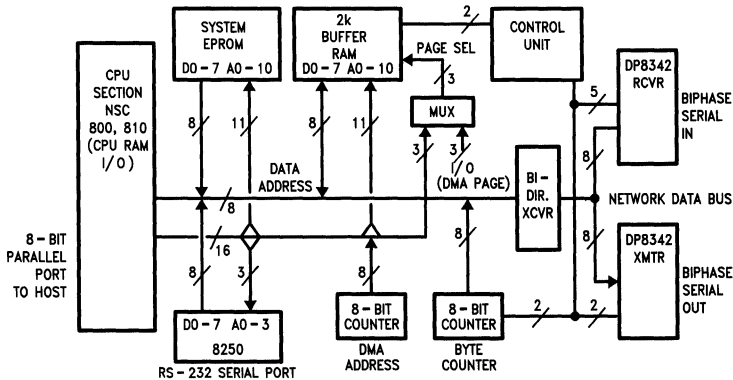 SYSTEM
EPROM
D0-7 A0-10
2k
BUFFER
RAM
D0-7 A0-10
2
CONTROL
UNIT
PAGE SEL
3
MUX
CPU
SECTION
NSC
800, 810
(CPU RAM
I/O)
DP8342
RCVR
5
8
BIPHASE
SERIAL
IN
8
11
8
11
3
3
I/O
(DMA PAGE)
DATA
ADDRESS
8
16
BI-
DIR.
XCVR
NETWORK DATA BUS
8-BIT
PARALLEL
PORT
TO HOST
8
3
8
8
8
DP8342
XMTR
BIPHASE
SERIAL
OUT
D0-7 A0-3
8250
RS-232 SERIAL PORT
8-BIT
COUNTER
DMA
ADDRESS
8-BIT
COUNTER
BYTE
COUNTER
2
2